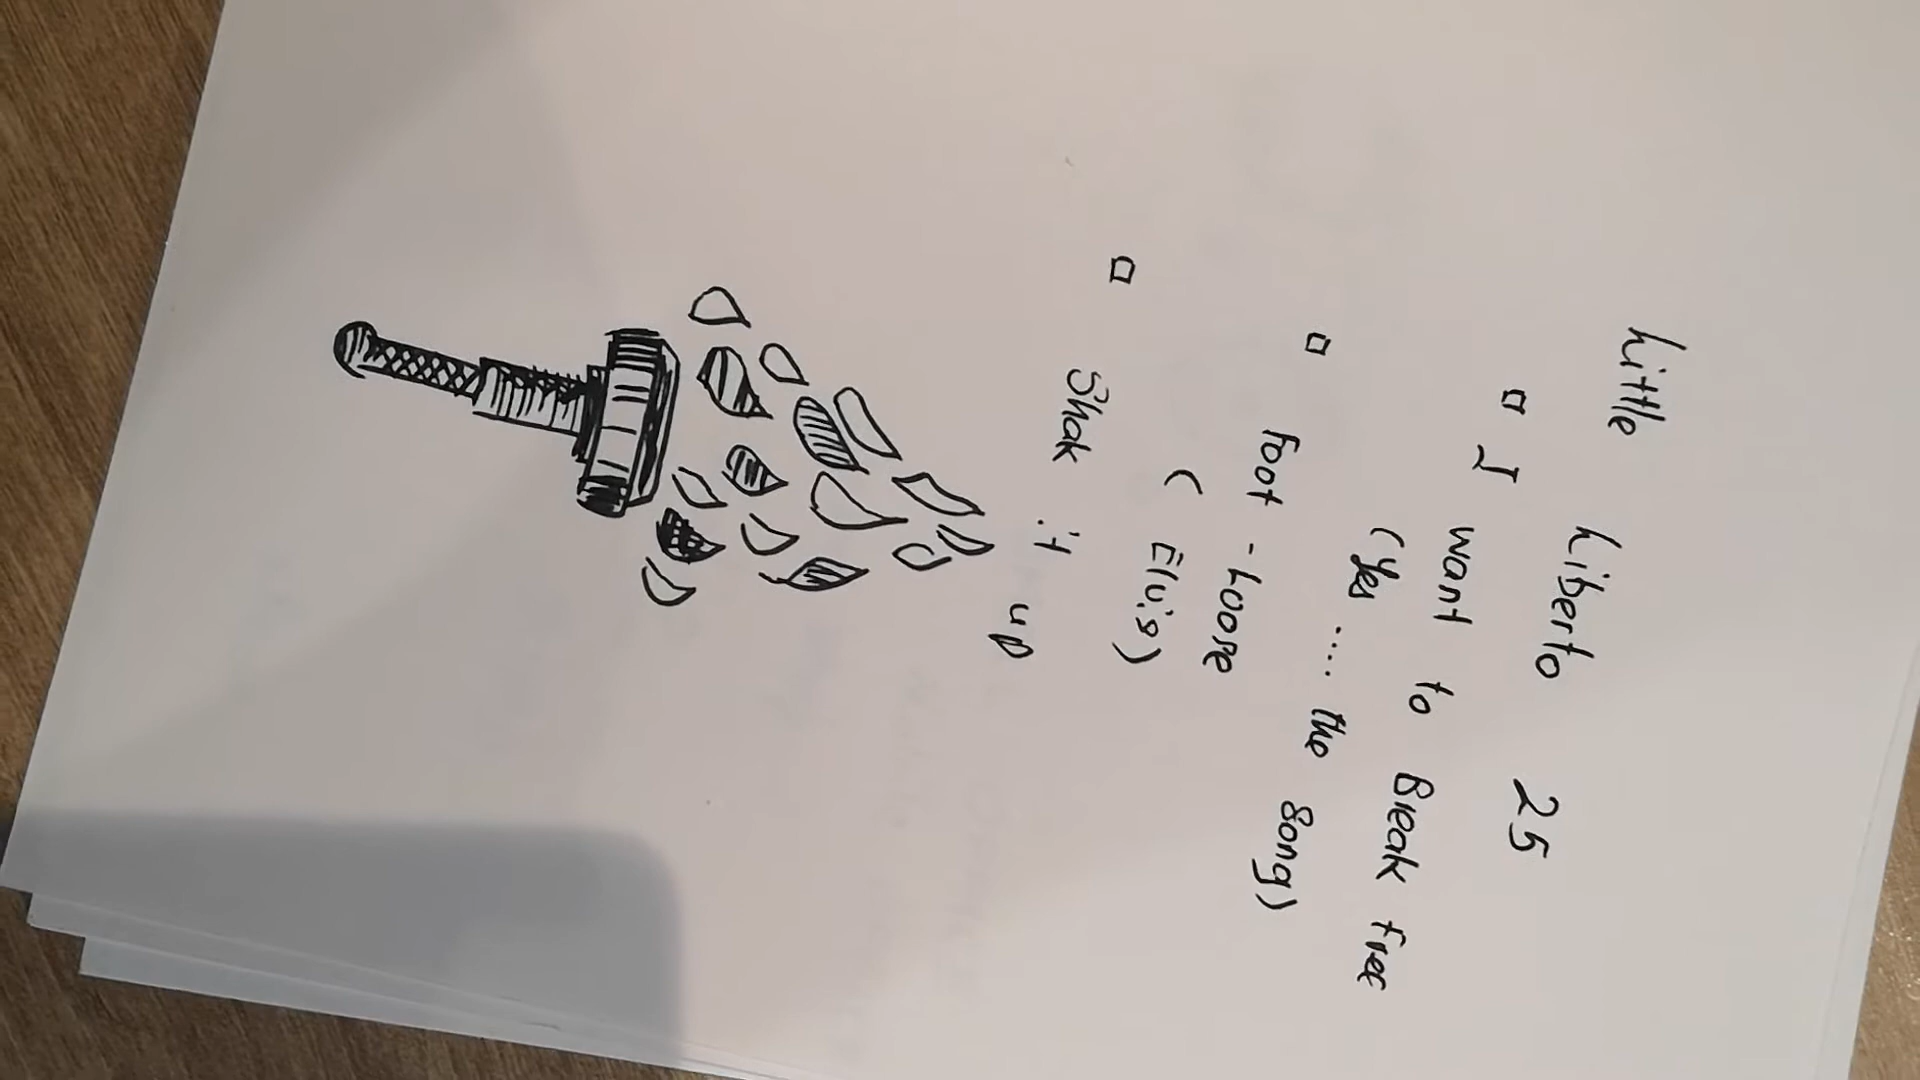 Little Liberto 25
I want to Break Free
(Yes ..... the Song)
Foot - Loose
( Elvis)
Shak it up